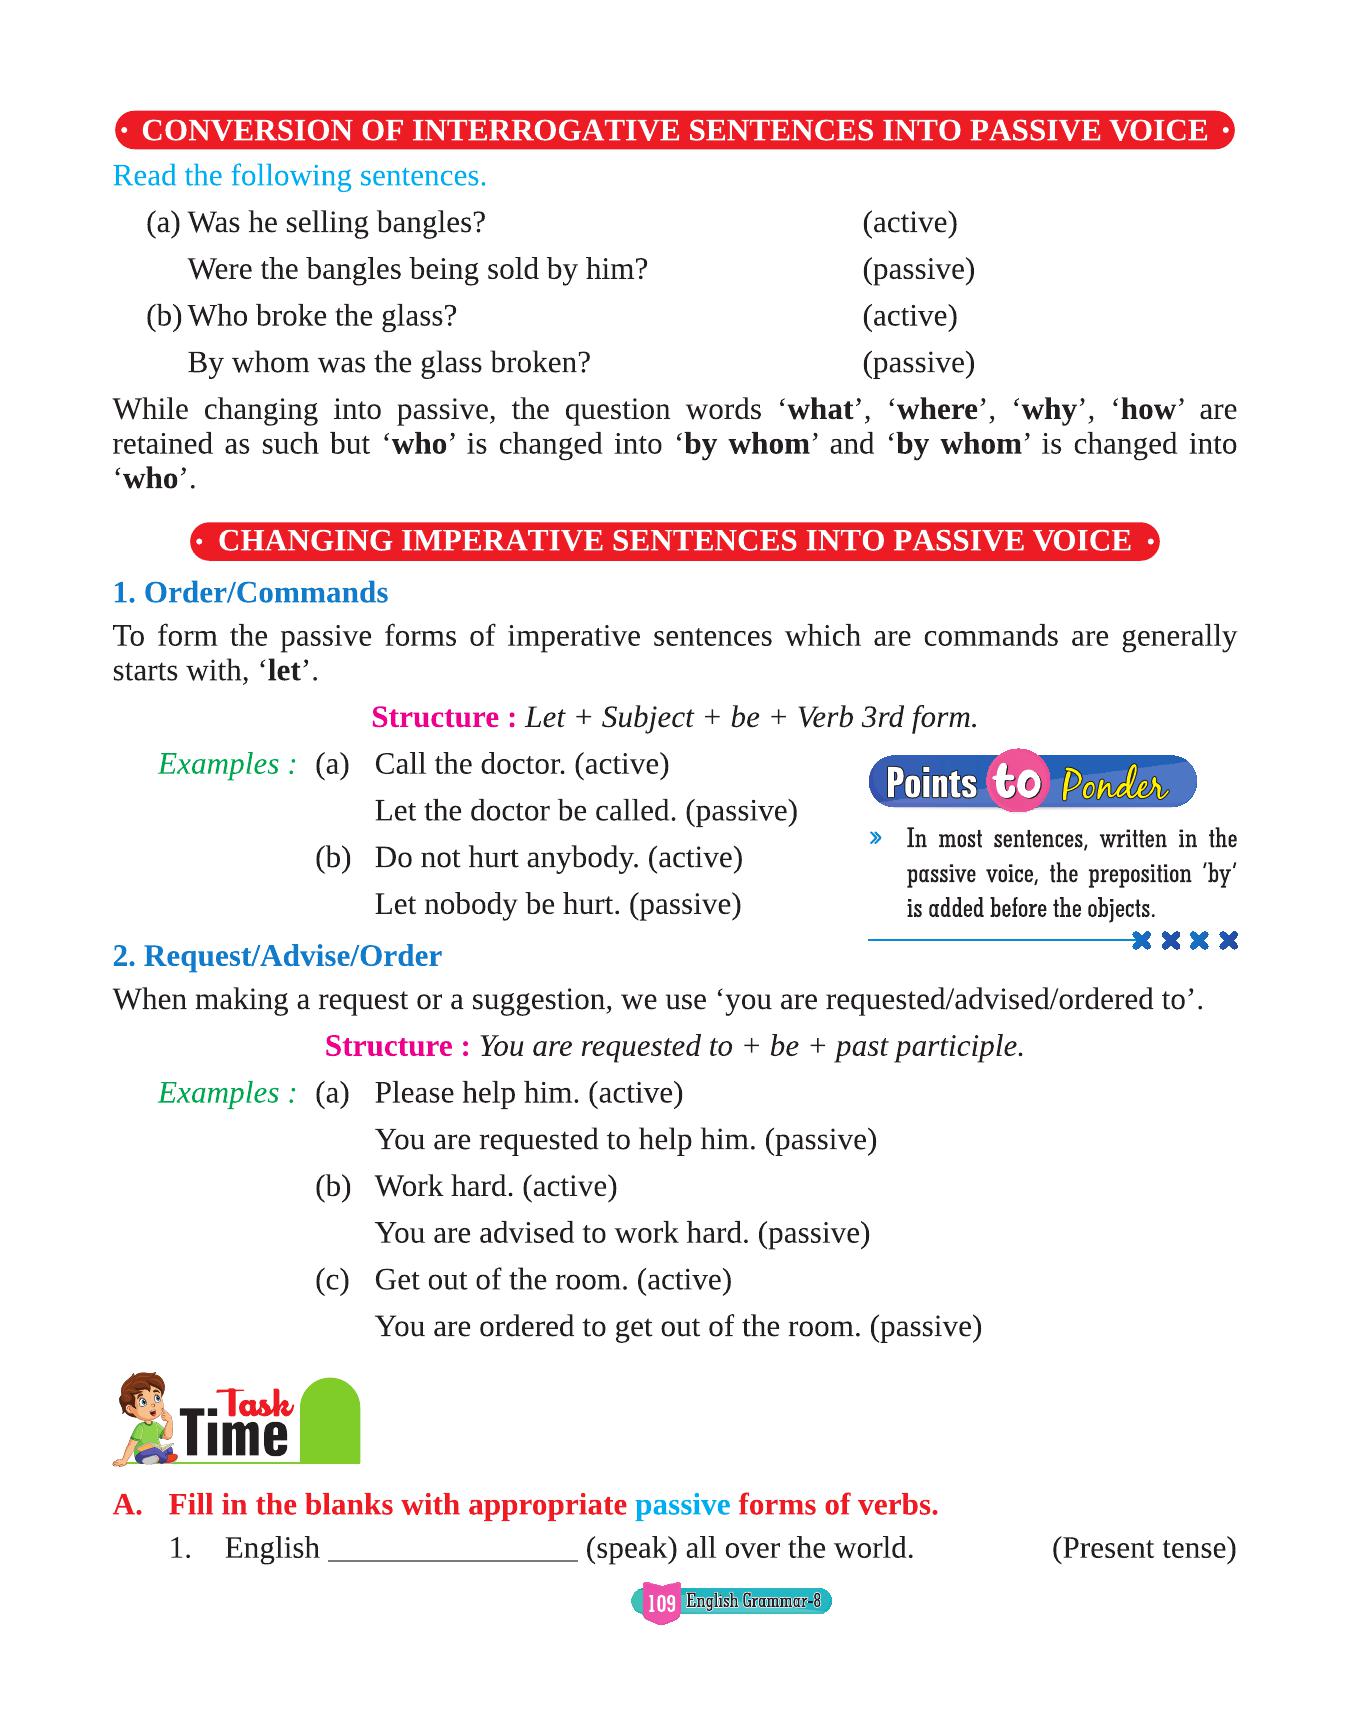 • CONVERSION OF INTERROGATIVE SENTENCES INTO PASSIVE VOICE •
Read the following sentences.
(a) Was he selling bangles? (active)
Were the bangles being sold by him? (passive)
(b) Who broke the glass? (active)
By whom was the glass broken? (passive)
While changing into passive, the question words ‘what’, ‘where’, ‘why’, ‘how’ are
retained as such but ‘who’ is changed into ‘by whom’ and ‘by whom’ is changed into
‘who’.
• CHANGING IMPERATIVE SENTENCES INTO PASSIVE VOICE •
1. Order/Commands
To form the passive forms of imperative sentences which are commands are generally
starts with, ‘let’.
Structure : Let + Subject + be + Verb 3rd form.
Examples : (a) Call the doctor. (active)
Let the doctor be called. (passive)
(b) Do not hurt anybody. (active)
Let nobody be hurt. (passive)
Points to Ponder
» In most sentences, written in the
passive voice, the preposition ‘by’
is added before the objects.
2. Request/Advise/Order
When making a request or a suggestion, we use ‘you are requested/advised/ordered to’.
Structure : You are requested to + be + past participle.
Examples : (a) Please help him. (active)
You are requested to help him. (passive)
(b) Work hard. (active)
You are advised to work hard. (passive)
(c) Get out of the room. (active)
You are ordered to get out of the room. (passive)
Task
Time
A. Fill in the blanks with appropriate passive forms of verbs.
1. English ________________ (speak) all over the world. (Present tense)
109 English Grammar-8